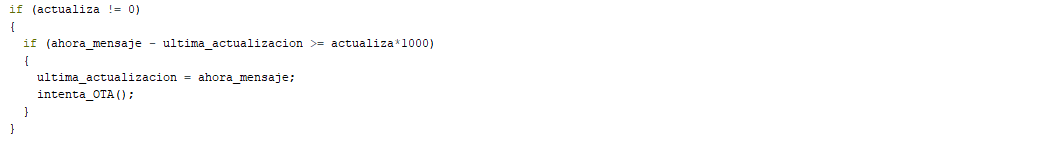 if (actualiza != 0)
{
if (ahora_mensaje - ultima_actualizacion >= actualiza*1000)
{
ultima_actualizacion = ahora_mensaje;
intenta_OTA();
}
}